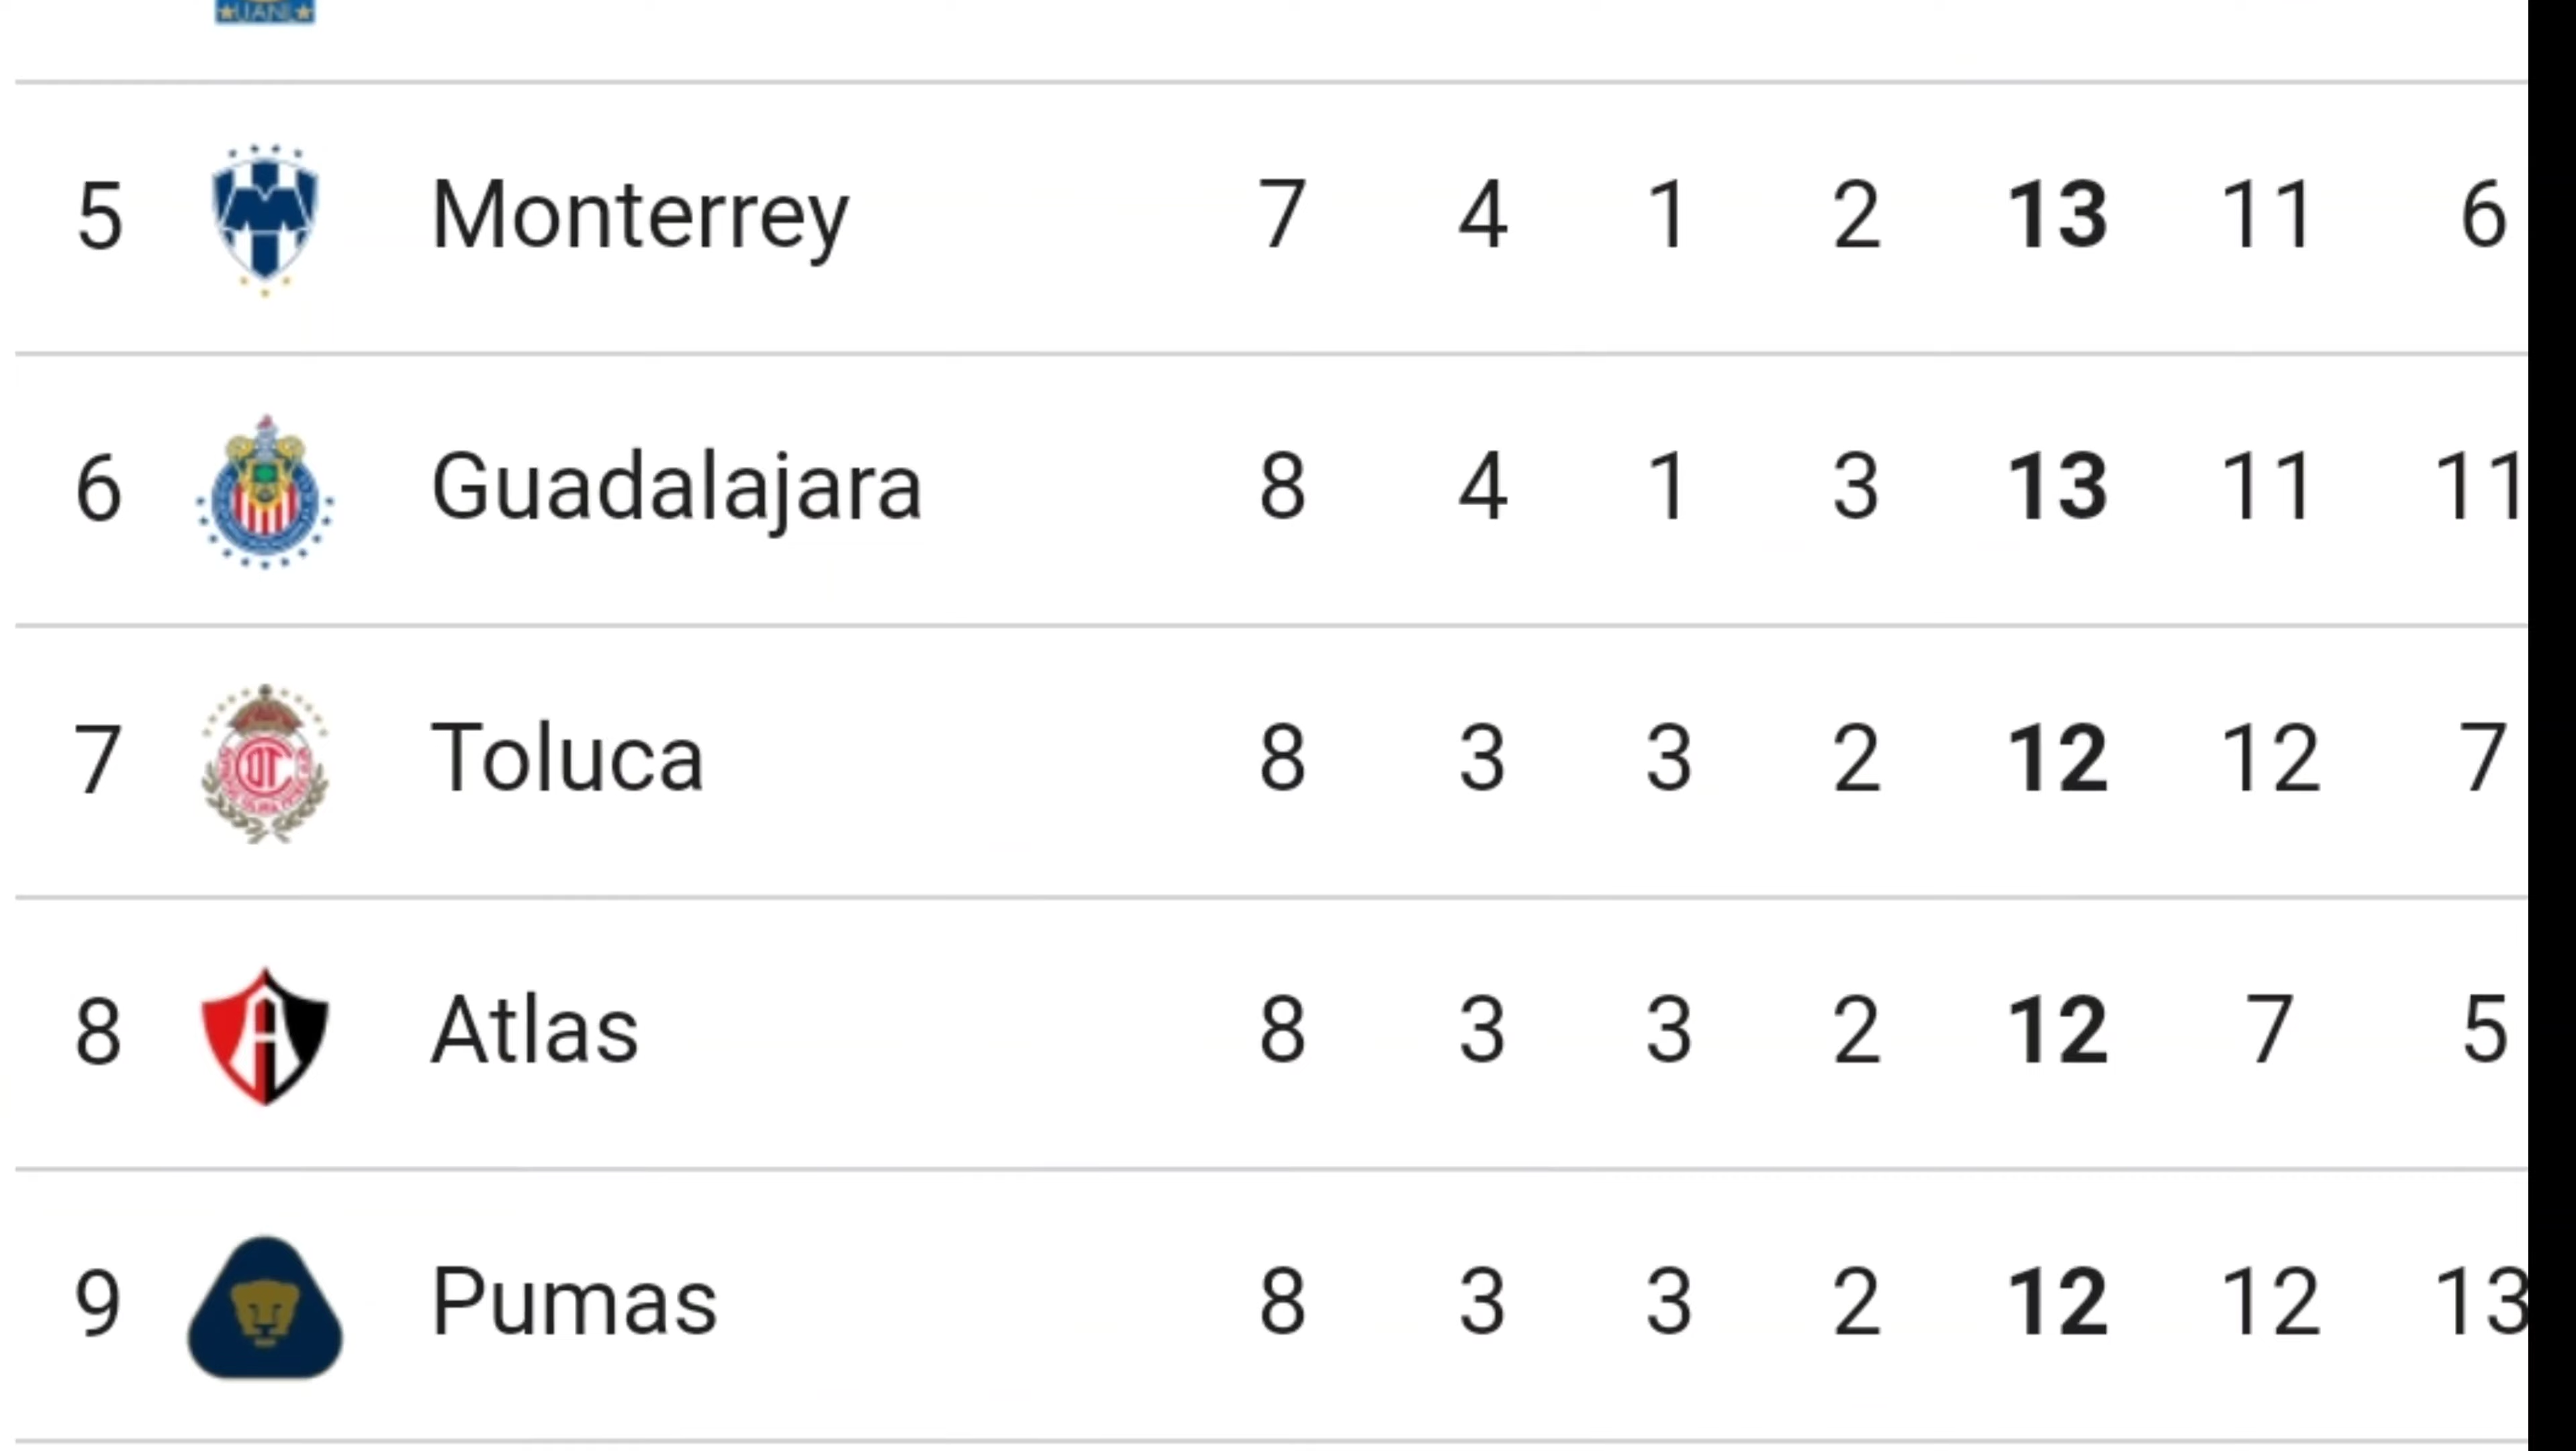 UANL
5 Monterrey 7 4 1 2 13 11 6
6 Guadalajara 8 4 1 3 13 11 11
7 Toluca 8 3 3 2 12 12 7
8 Atlas 8 3 3 2 12 7 5
9 Pumas 8 3 3 2 12 12 13